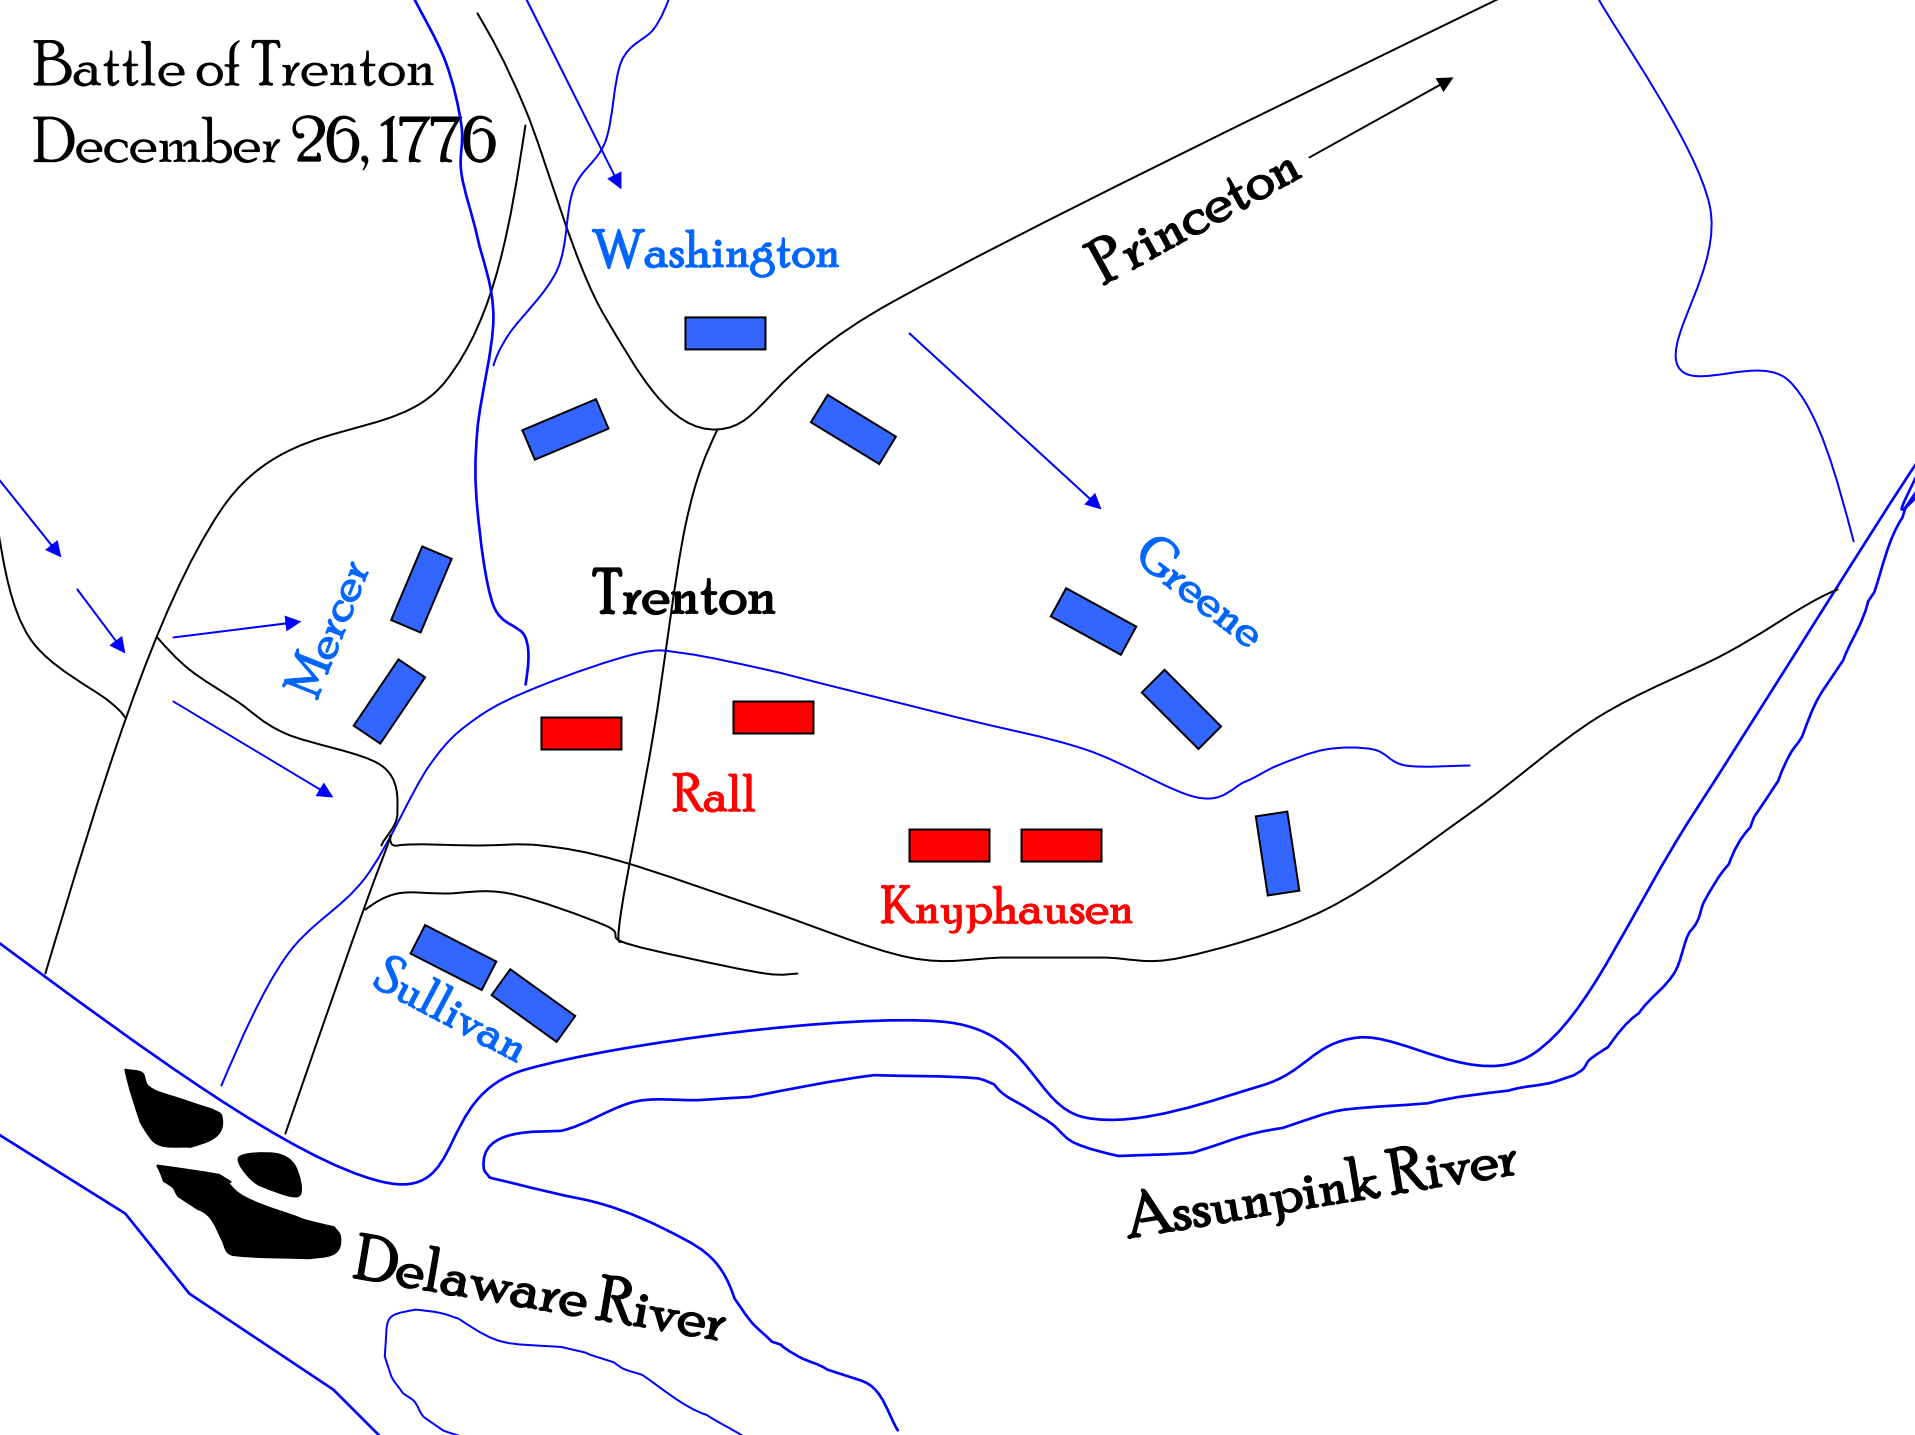 Battle of Trenton
December 26, 1776
Princeton
Washington
Greene
Mercer
Trenton
Rall
Knyphausen
Sullivan
Assunpink River
Delaware River